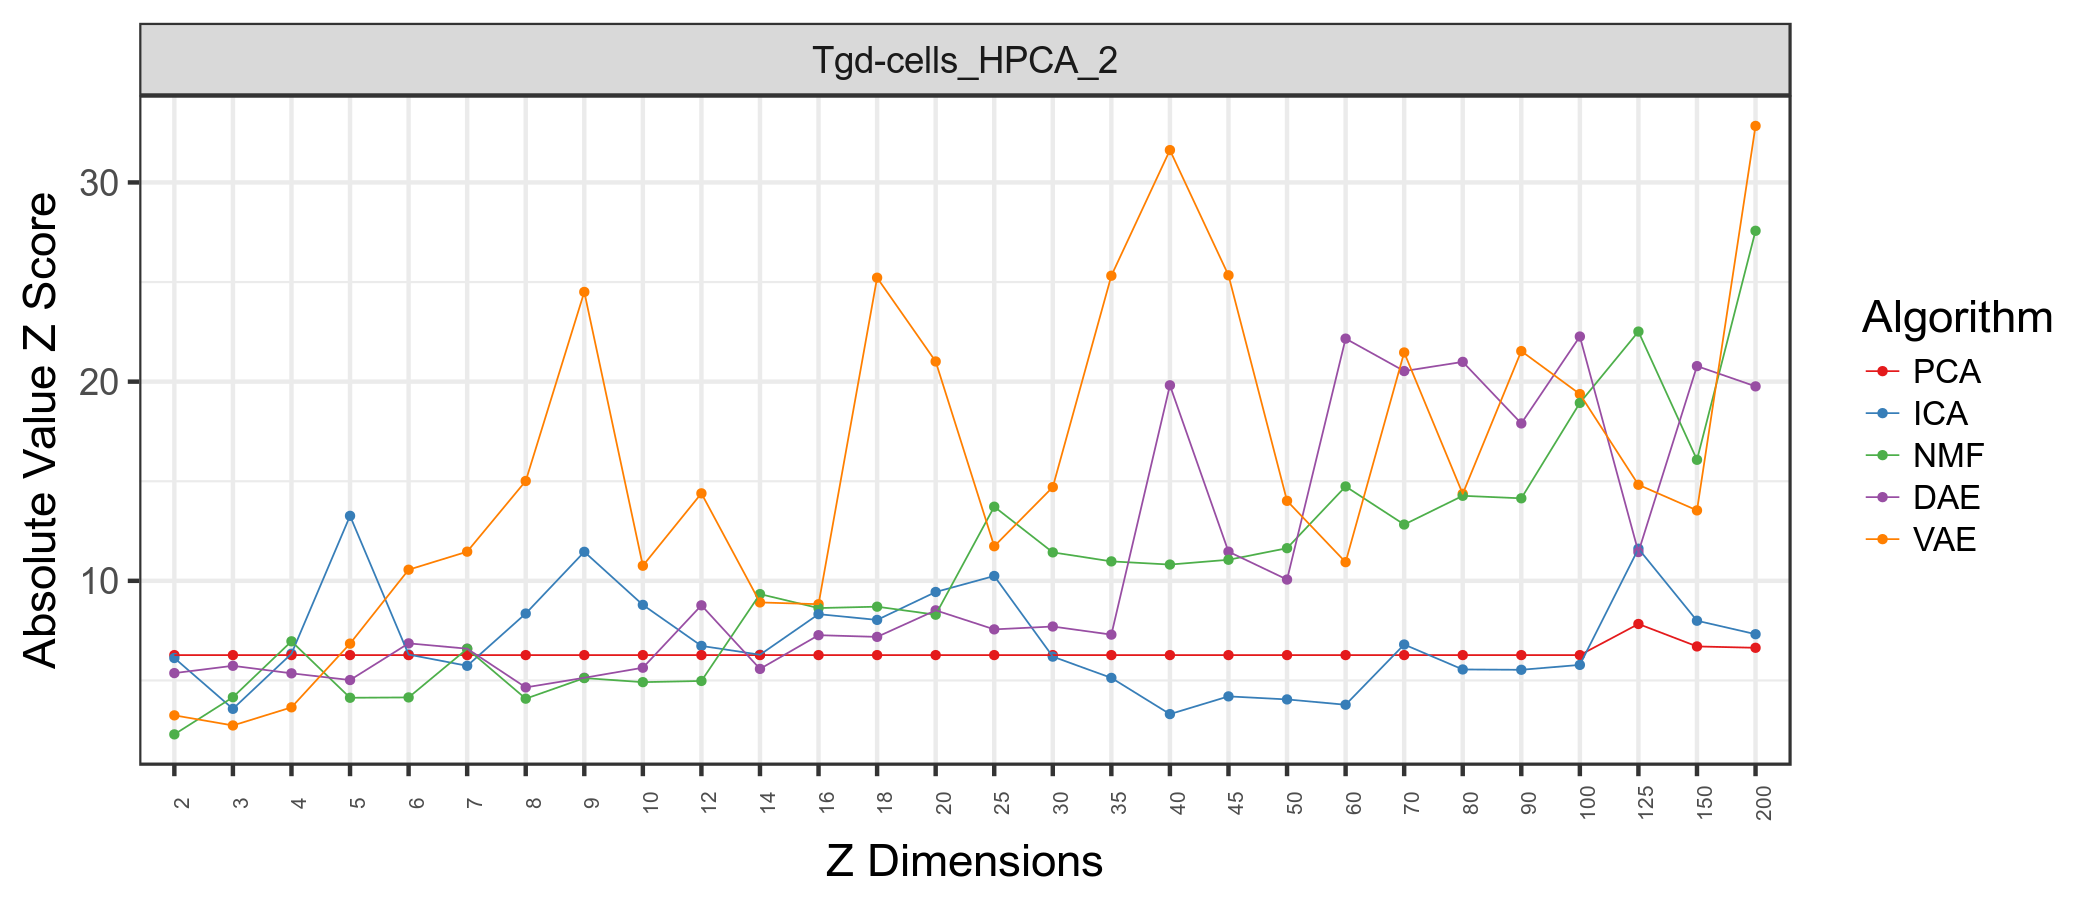 Tgd-cells_HPCA_2
Absolute Value Z Score
30
20
10
2 3 4 5 6 7 8 9 10 12 14 16 18 20 25 30 35 40 45 50 60 70 80 90 100 125 150 200
Z Dimensions
Algorithm
PCA
ICA
NMF
DAE
VAE